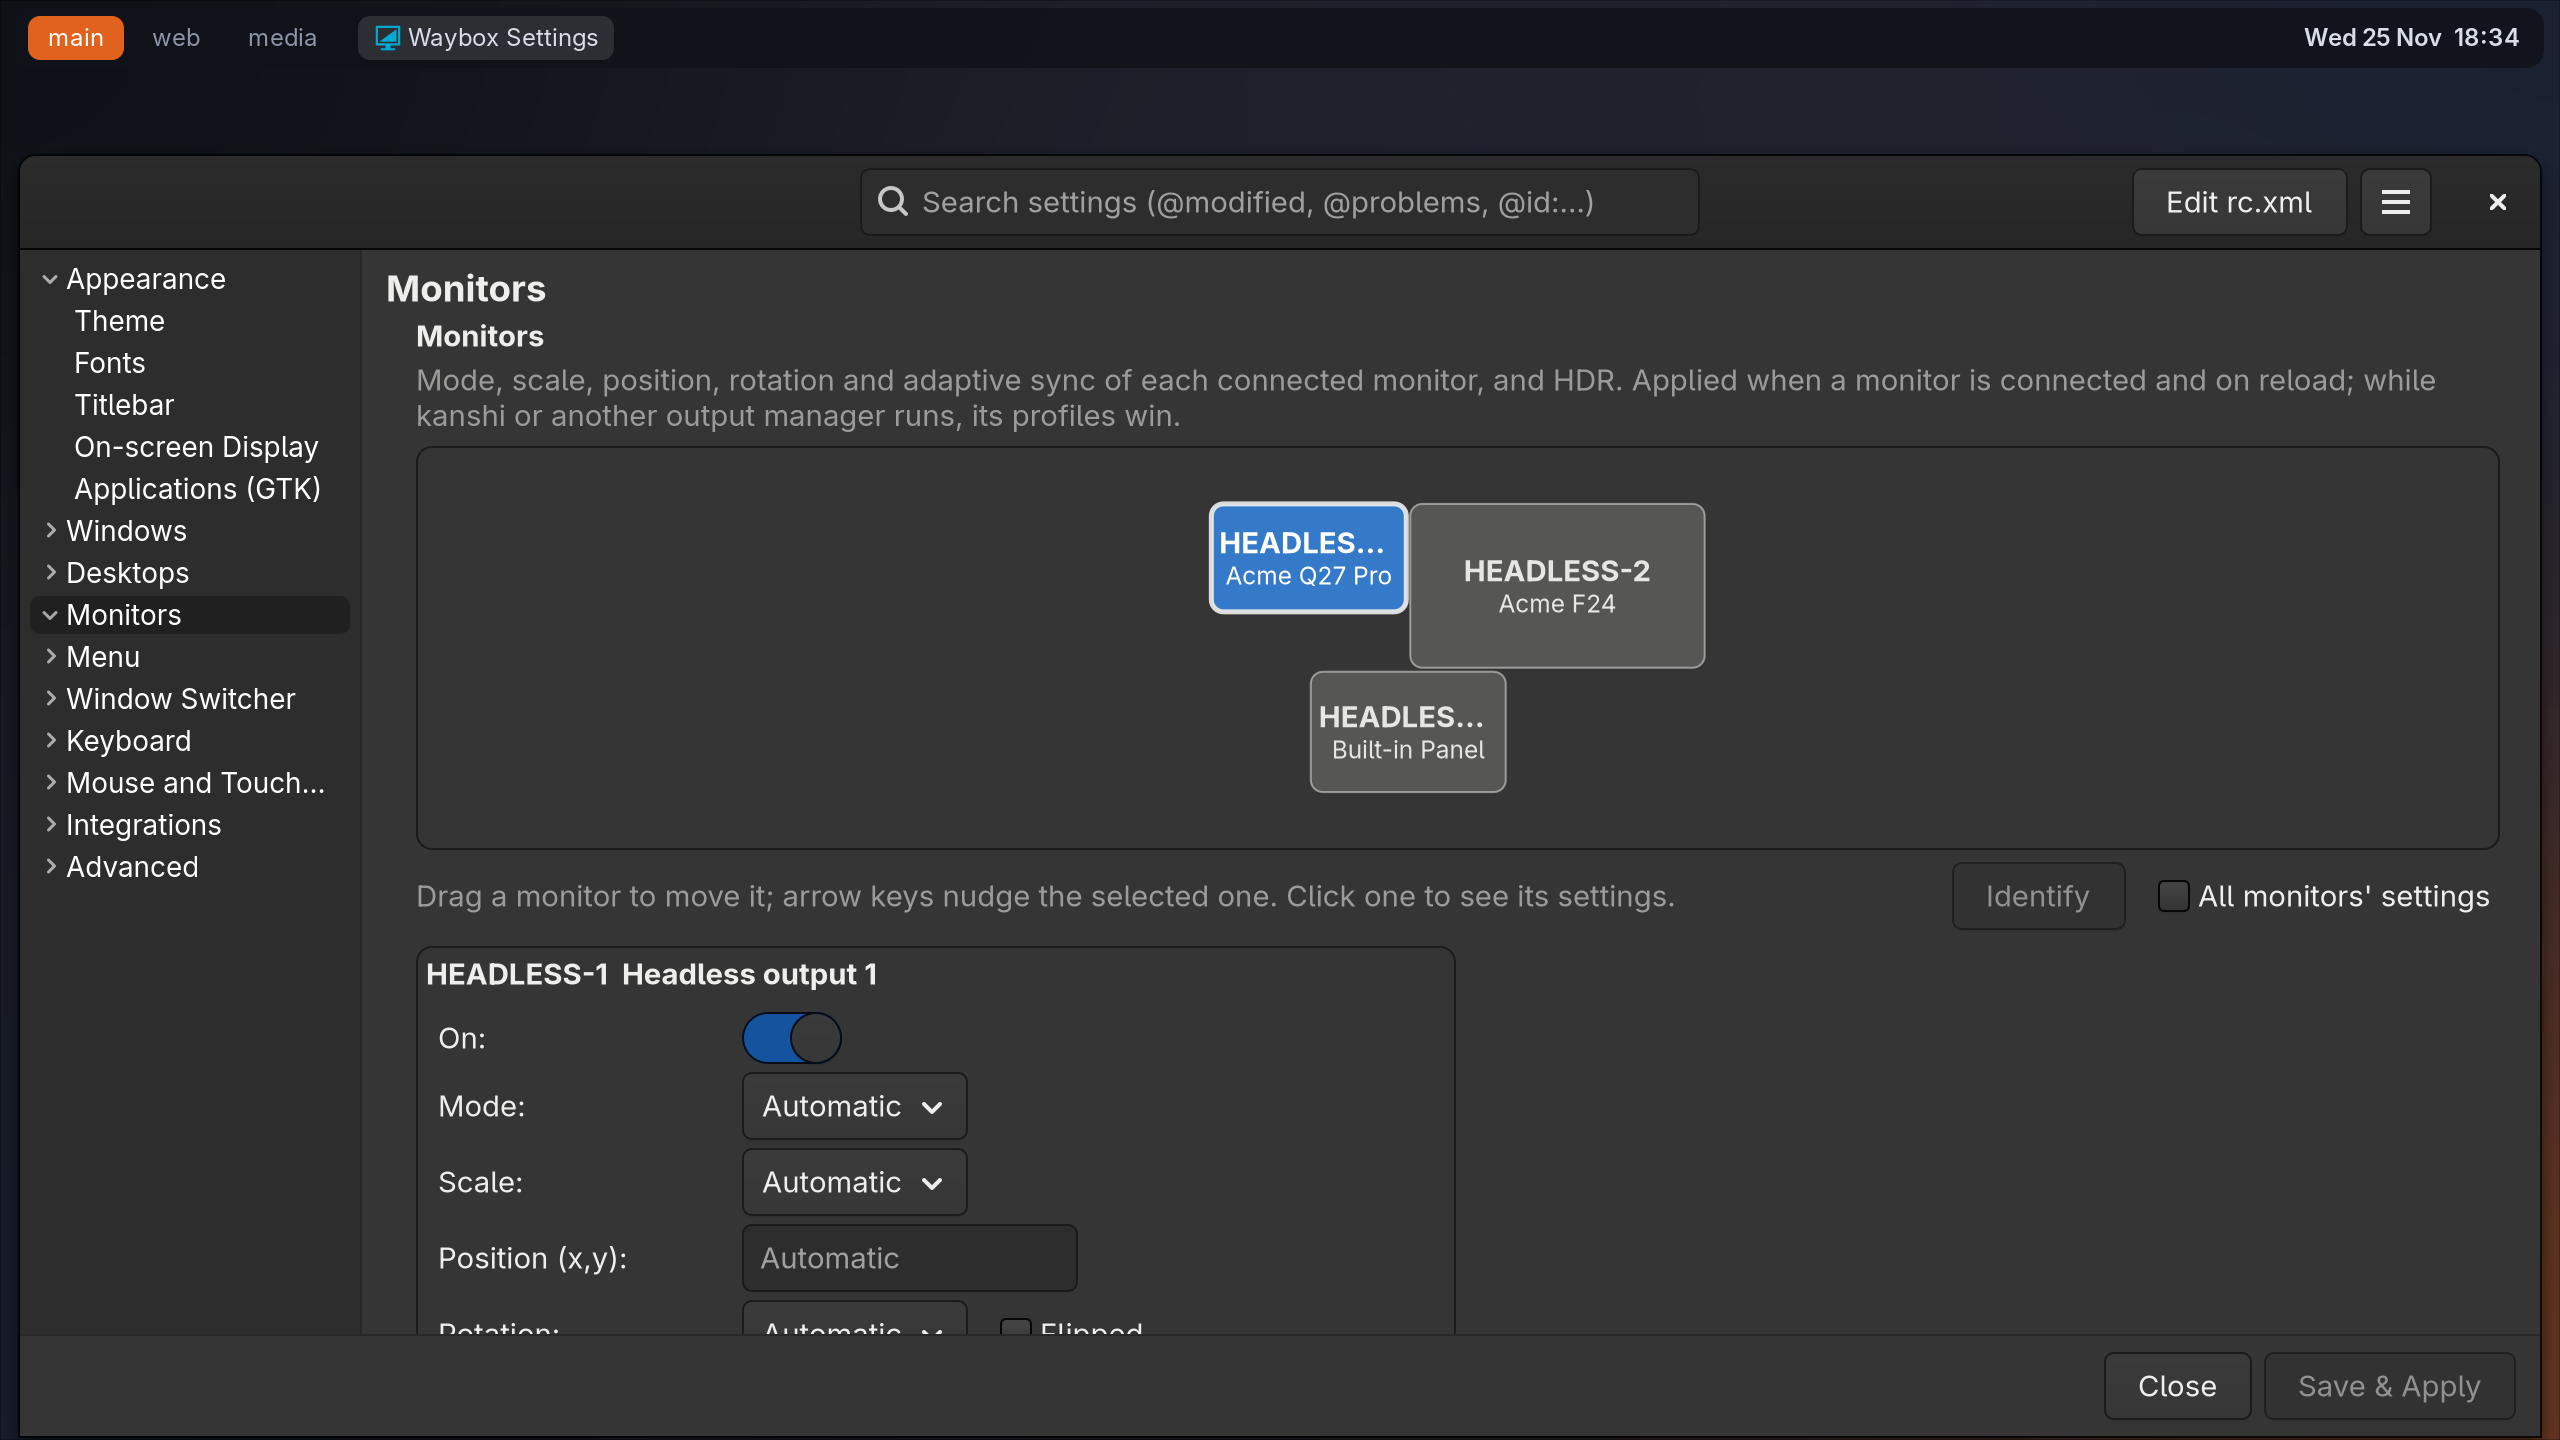 main web media Waybox Settings Wed 25 Nov 18:34
Search settings (@modified, @problems, @id:...) Edit rc.xml
Appearance
Theme
Fonts
Titlebar
On-screen Display
Applications (GTK)
Windows
Desktops
Monitors
Menu
Window Switcher
Keyboard
Mouse and Touch...
Integrations
Advanced
Monitors
Monitors
Mode, scale, position, rotation and adaptive sync of each connected monitor, and HDR. Applied when a monitor is connected and on reload; while
kanshi or another output manager runs, its profiles win.
HEADLES...
Acme Q27 Pro
HEADLESS-2
Acme F24
HEADLES...
Built-in Panel
Drag a monitor to move it; arrow keys nudge the selected one. Click one to see its settings. Identify All monitors' settings
HEADLESS-1 Headless output 1
On:
Mode: Automatic
Scale: Automatic
Position (x,y): Automatic
Rotation: Automatic Flipped
Close Save & Apply